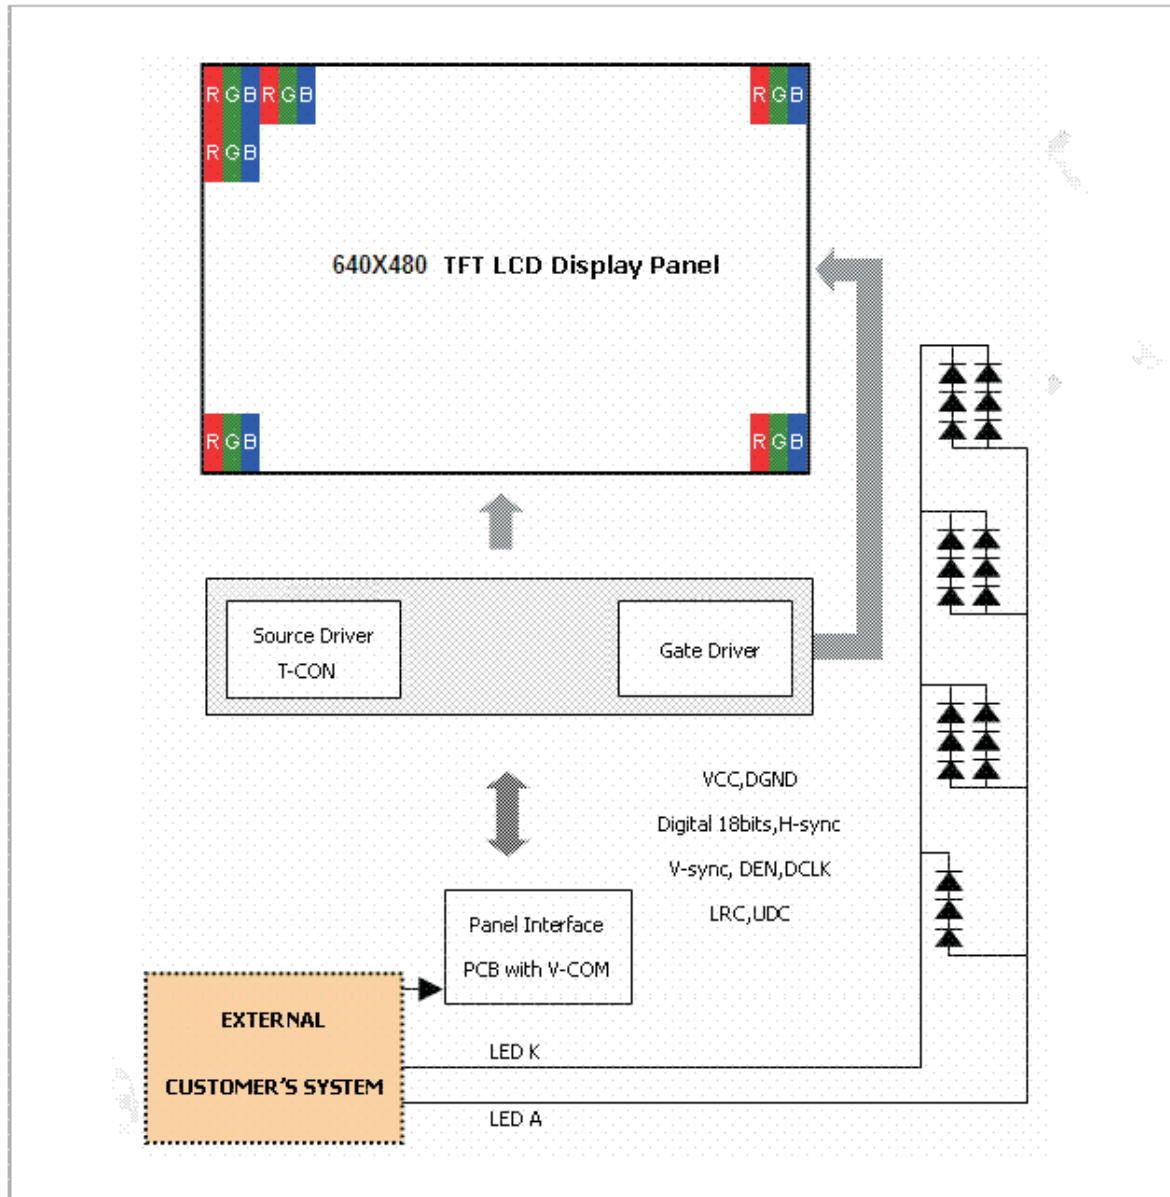 RGBRGB
RGB
RGB
640X480 TFT LCD Display Panel
RGB
RGB
Source Driver
T-CON
Gate Driver
VCC,DGND
Digital 18bits,H-sync
V-sync, DEN,DCLK
LRC,UDC
Panel Interface
PCB with V-COM
EXTERNAL
CUSTOMER'S SYSTEM
LED K
LED A